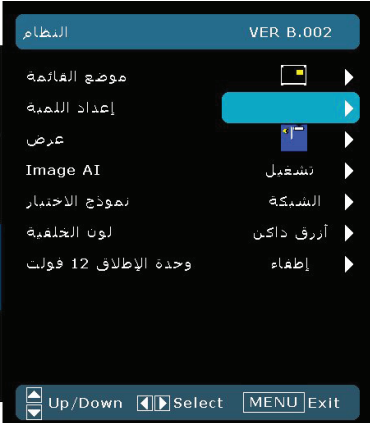 النظام VER B.002
موضع القائمة
إعداد اللمبة
عرض
Image AI تشغيل
نموذج الاختبار الشبكة
لون الخلفية أزرق داكن
وحدة الإطلاق 12 فولت إطفاء
Up/Down Select MENU Exit